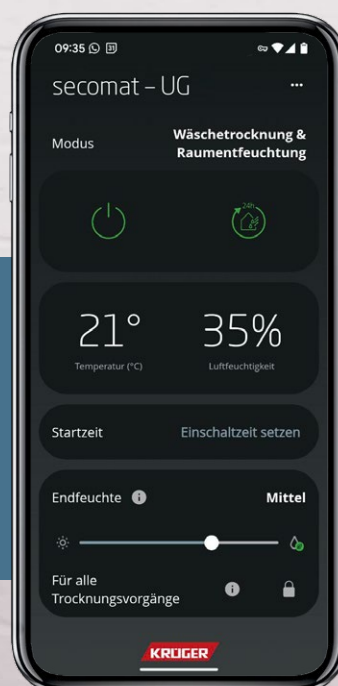 09:35 31
secomat – UG
Modus
Wäschetrocknung &
Raumentfeuchtung
24h
21°
35%
Temperatur (°C)
Luftfeuchtigkeit
Startzeit
Einschaltzeit setzen
Endfeuchte i
Mittel
Für alle
Trocknungsvorgänge i
KRÜGER